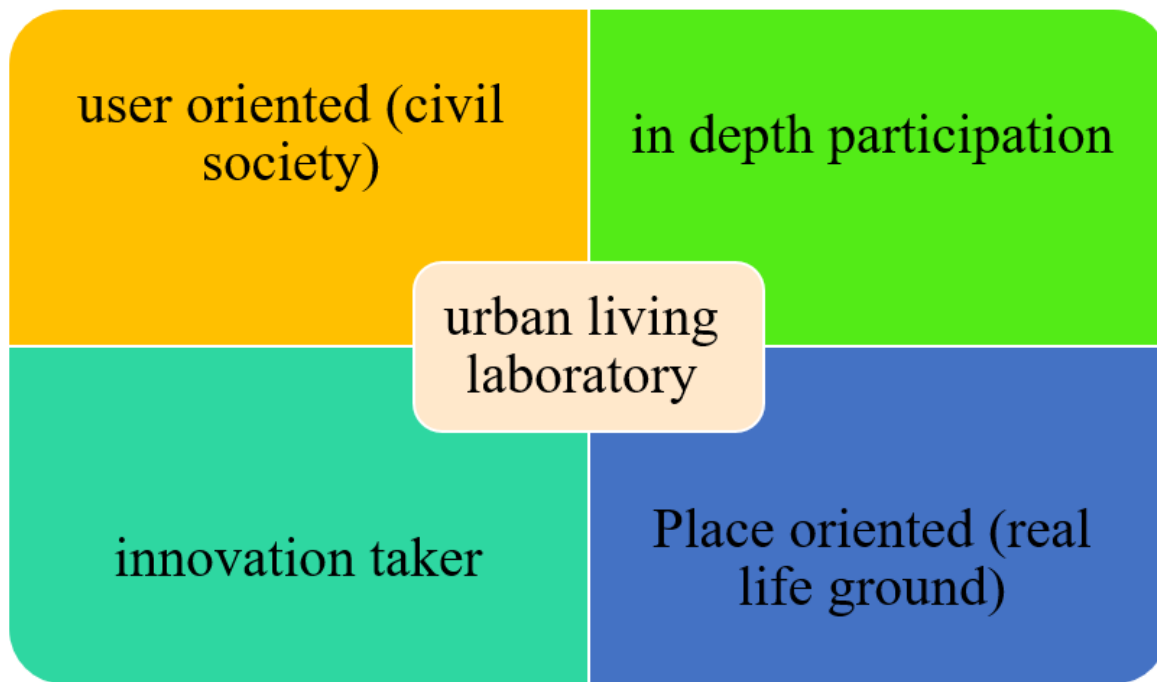 user oriented (civil
society)
in depth participation
urban living
laboratory
innovation taker
Place oriented (real
life ground)